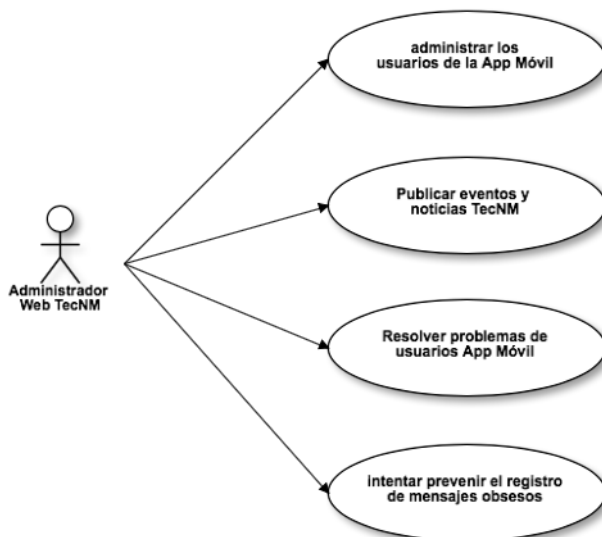 administrar los
usuarios de la App Móvil
Publicar eventos y
noticias TecNM
Administrador
Web TecNM
Resolver problemas de
usuarios App Móvil
intentar prevenir el registro
de mensajes obsesos